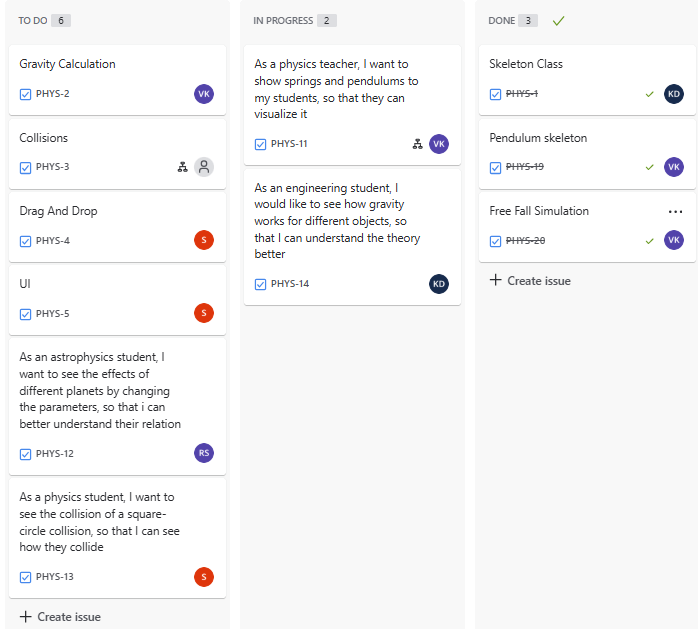 TO DO 6
Gravity Calculation
PHYS-2 VK
Collisions
PHYS-3
Drag And Drop
PHYS-4 S
UI
PHYS-5 S
As an astrophysics student, I
want to see the effects of
different planets by changing
the parameters, so that i can
better understand their relation
PHYS-12 RS
As a physics student, I want to
see the collision of a square-
circle collision, so that I can see
how they collide
PHYS-13 S
+ Create issue
IN PROGRESS 2
As a physics teacher, I want to
show springs and pendulums to
my students, so that they can
visualize it
PHYS-11 VK
As an engineering student, I
would like to see how gravity
works for different objects, so
that I can understand the theory
better
PHYS-14 KD
DONE 3
Skeleton Class
PHYS-1 KD
Pendulum skeleton
PHYS-19 VK
Free Fall Simulation
PHYS-20 VK
+ Create issue